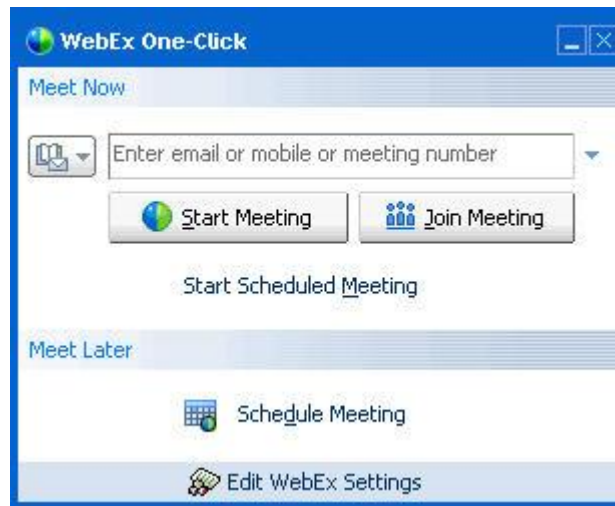 WebEx One-Click
Meet Now
Enter email or mobile or meeting number
Start Meeting Join Meeting
Start Scheduled Meeting
Meet Later
Schedule Meeting
Edit WebEx Settings